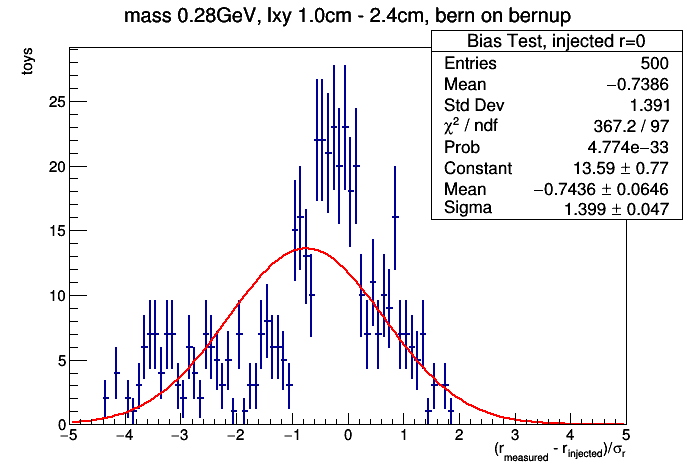 mass 0.28GeV, lxy 1.0cm - 2.4cm, bern on bernup
toys
Bias Test, injected r=0
Entries 500
Mean −0.7386
Std Dev 1.391
χ² / ndf 367.2 / 97
Prob 4.774e−33
Constant 13.59 ± 0.77
Mean −0.7436 ± 0.0646
Sigma 1.399 ± 0.047
25
20
15
10
5
0
−5 −4 −3 −2 −1 0 1 2 3 4 5
(r_measured - r_injected)/σ_r